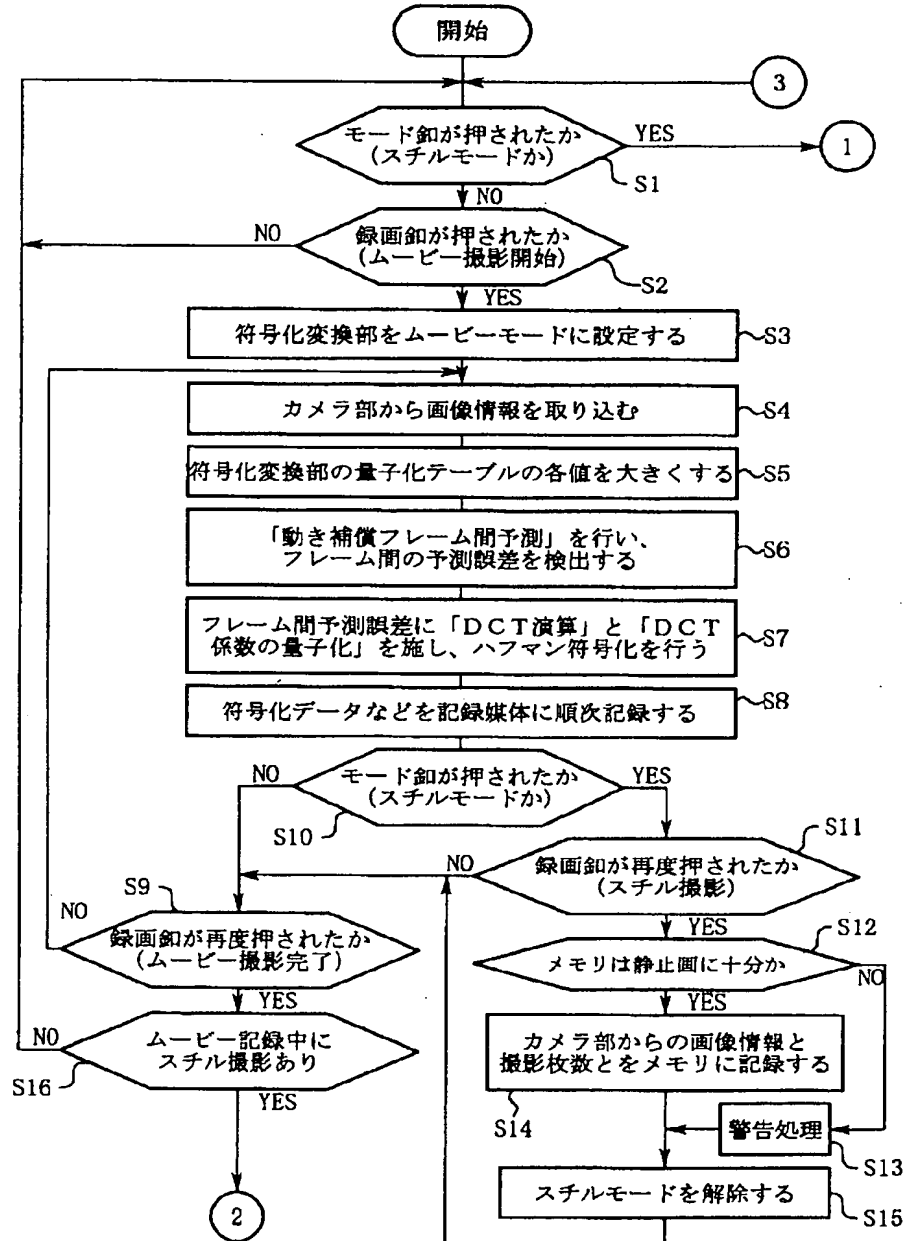 開始
3
モード釦が押されたか
(スチルモードか)
YES
1
S1
NO
録画釦が押されたか
(ムービー撮影開始)
NO
S2
YES
符号化変換部をムービーモードに設定する
S3
カメラ部から画像情報を取り込む
S4
符号化変換部の量子化テーブルの各値を大きくする
S5
「動き補償フレーム間予測」を行い、
フレーム間の予測誤差を検出する
S6
フレーム間予測誤差に「DCT演算」と「DCT
係数の量子化」を施し、ハフマン符号化を行う
S7
符号化データなどを記録媒体に順次記録する
S8
モード釦が押されたか
(スチルモードか)
NO
YES
S10
S11
録画釦が再度押されたか
(スチル撮影)
NO
YES
S9
録画釦が再度押されたか
(ムービー撮影完了)
NO
YES
S12
メモリは静止画に十分か
NO
YES
ムービー記録中に
スチル撮影あり
NO
S16
YES
カメラ部からの画像情報と
撮影枚数とをメモリに記録する
S14
警告処理
S13
スチルモードを解除する
S15
2